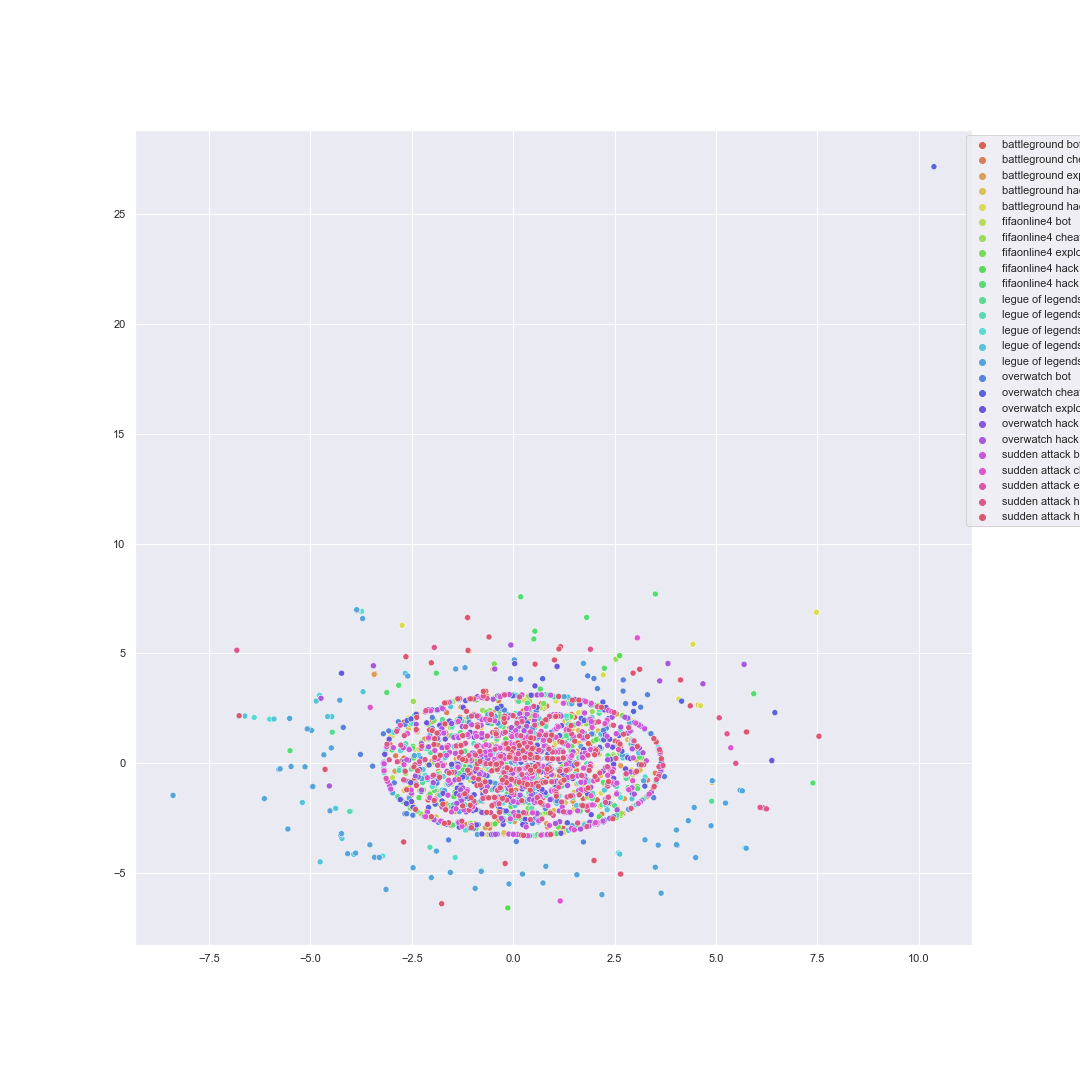 25
20
15
10
5
0
−5
−7.5 −5.0 −2.5 0.0 2.5 5.0 7.5 10.0
battleground bot
battleground che
battleground exp
battleground hac
battleground hac
fifaonline4 bot
fifaonline4 chea
fifaonline4 explo
fifaonline4 hack
fifaonline4 hack
legue of legends
legue of legends
legue of legends
legue of legends
legue of legends
overwatch bot
overwatch cheat
overwatch explo
overwatch hack
overwatch hack
sudden attack b
sudden attack c
sudden attack e
sudden attack h
sudden attack h